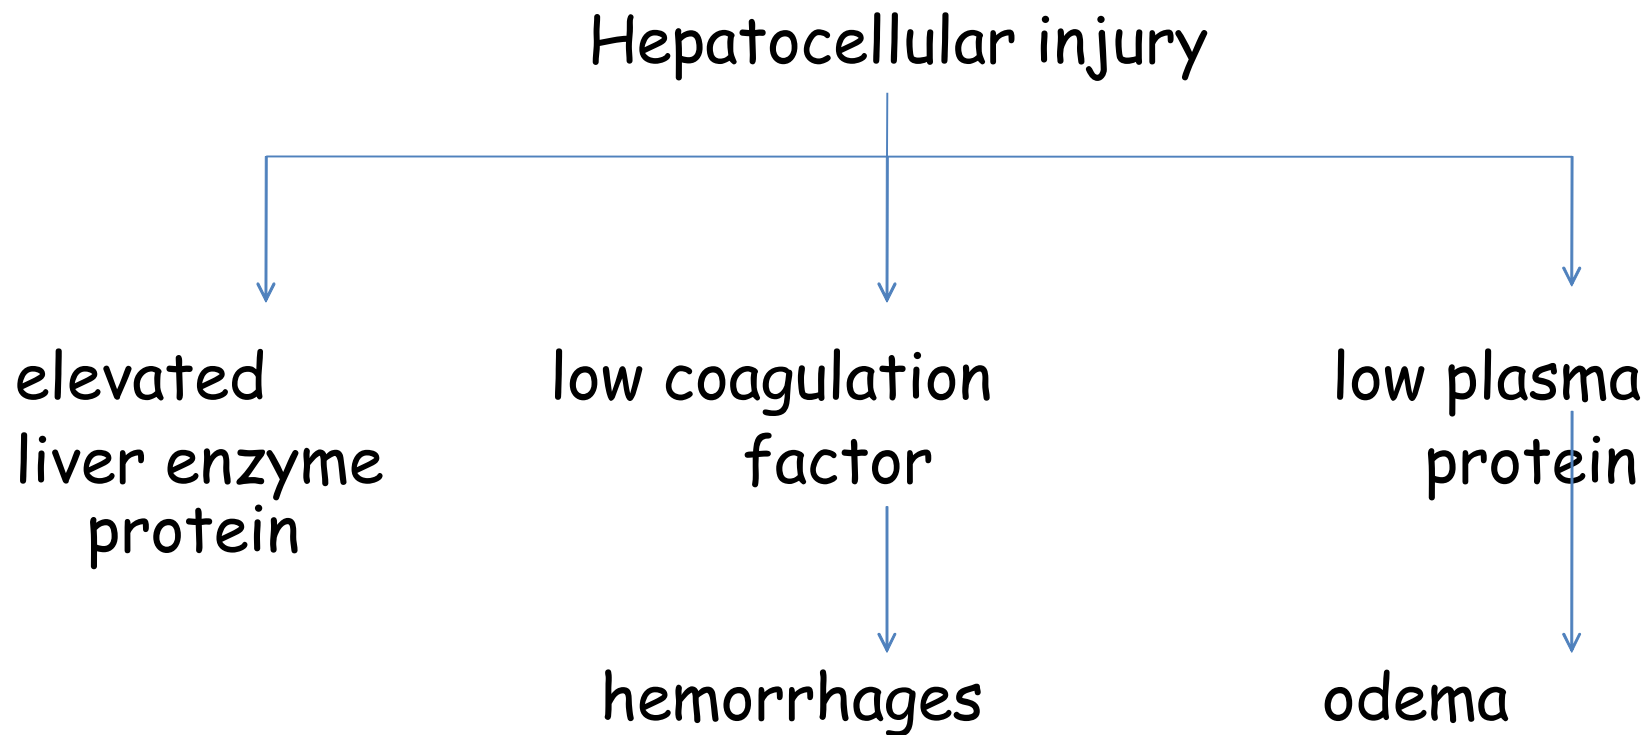 Hepatocellular injury
elevated
liver enzyme
protein
low coagulation
factor
low plasma
protein
hemorrhages
odema